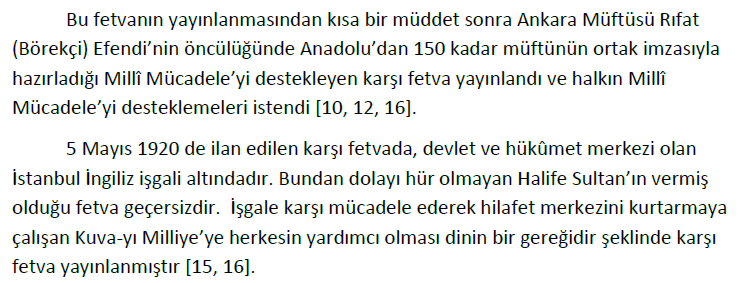 Bu fetvanın yayınlanmasından kısa bir müddet sonra Ankara Müftüsü Rıfat
(Börekçi) Efendi’nin öncülüğünde Anadolu’dan 150 kadar müftünün ortak imzasıyla
hazırladığı Millî Mücadele’yi destekleyen karşı fetva yayınlandı ve halkın Millî
Mücadele’yi desteklemeleri istendi [10, 12, 16].
5 Mayıs 1920 de ilan edilen karşı fetvada, devlet ve hükûmet merkezi olan
İstanbul İngiliz işgali altındadır. Bundan dolayı hür olmayan Halife Sultan’ın vermiş
olduğu fetva geçersizdir. İşgale karşı mücadele ederek hilafet merkezini kurtarmaya
çalışan Kuva-yı Milliye’ye herkesin yardımcı olması dinin bir gereğidir şeklinde karşı
fetva yayınlanmıştır [15, 16].